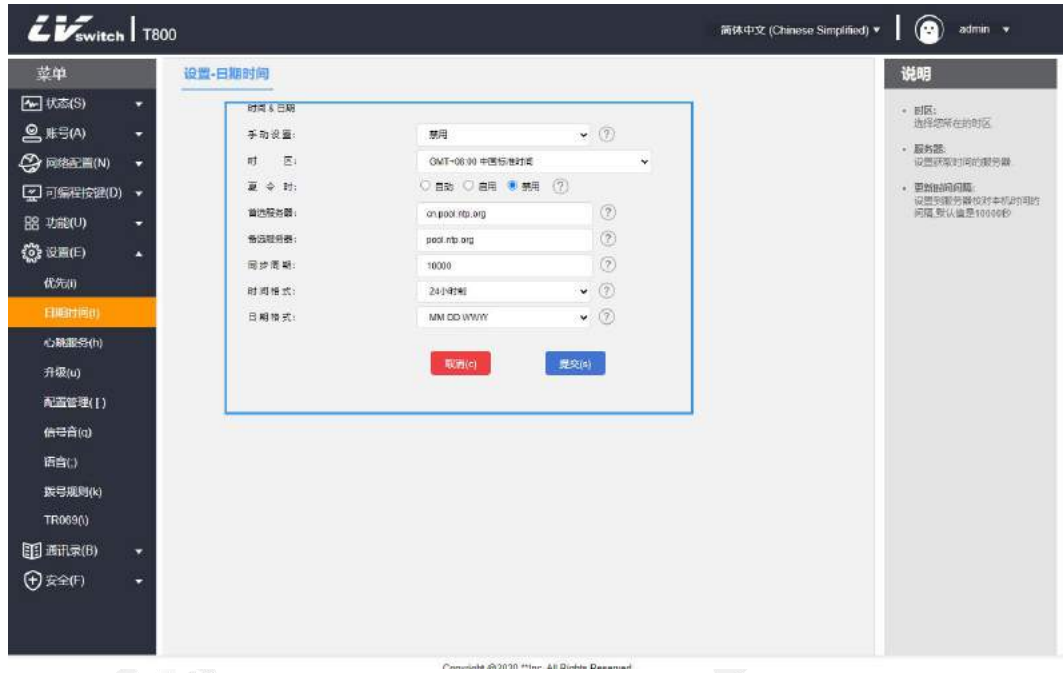 LVswitch | T800
简体中文 (Chinese Simplified)
admin
菜单
状态(S)
账号(A)
网络配置(N)
可编程按键(D)
功能(U)
设置(E)
优先(I)
日期时间(t)
心跳服务(h)
升级(u)
配置管理([)
信号音(q)
语言(;)
拨号规则(k)
TR069(\)
通讯录(B)
安全(F)
设置-日期时间
时间 & 日期
手动设置: 禁用
时 区: GMT+08:00 中国标准时间
夏 令 时: 自动 启用 禁用
首选服务器: cn.pool.ntp.org
备选服务器: pool.ntp.org
同步周期: 10000
时间格式: 24小时制
日期格式: MM DD WWW
取消(c)
提交(s)
说明
时区:
选择您所在的时区
服务器:
设置获取时间的服务器
更新时间间隔:
设置到服务器校对本机时间的
间隔,默认值是10000秒